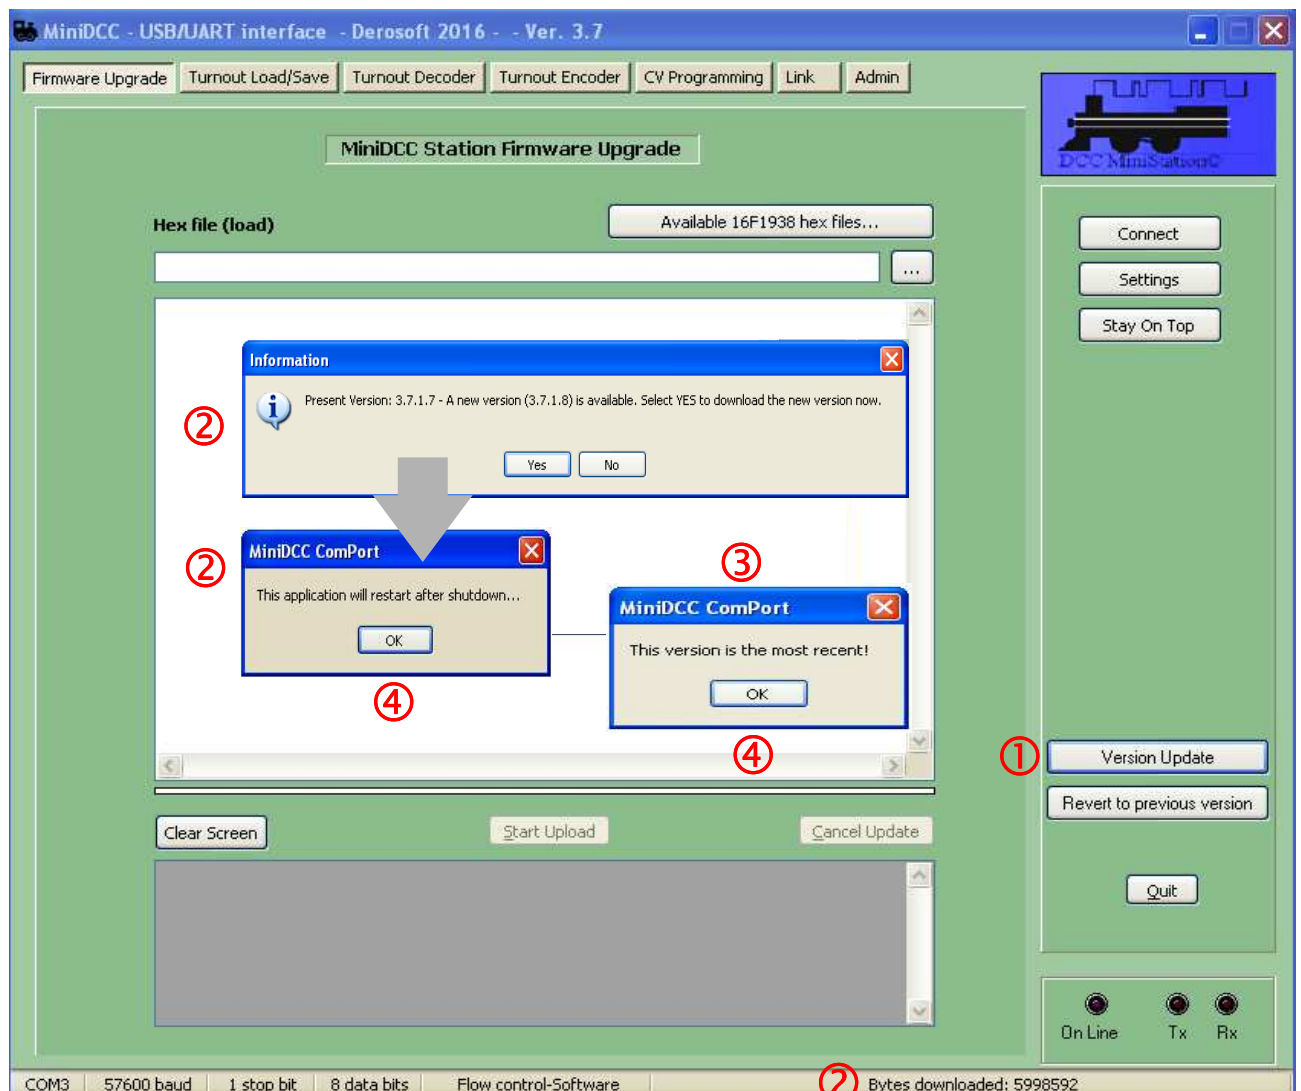 MiniDCC - USB/UART interface - Derosoft 2016 - - Ver. 3.7
Firmware Upgrade
Turnout Load/Save
Turnout Decoder
Turnout Encoder
CV Programming
Link
Admin
DCC MiniStation©
MiniDCC Station Firmware Upgrade
Hex file (load)
Available 16F1938 hex files...
...
Connect
Settings
Stay On Top
Information
Present Version: 3.7.1.7 - A new version (3.7.1.8) is available. Select YES to download the new version now.
②
Yes
No
MiniDCC ComPort
②
This application will restart after shutdown...
OK
④
③
MiniDCC ComPort
This version is the most recent!
OK
④
①
Version Update
Revert to previous version
Clear Screen
Start Upload
Cancel Update
Quit
On Line
Tx
Rx
COM3
57600 baud
1 stop bit
8 data bits
Flow control-Software
②
Bytes downloaded: 5998592